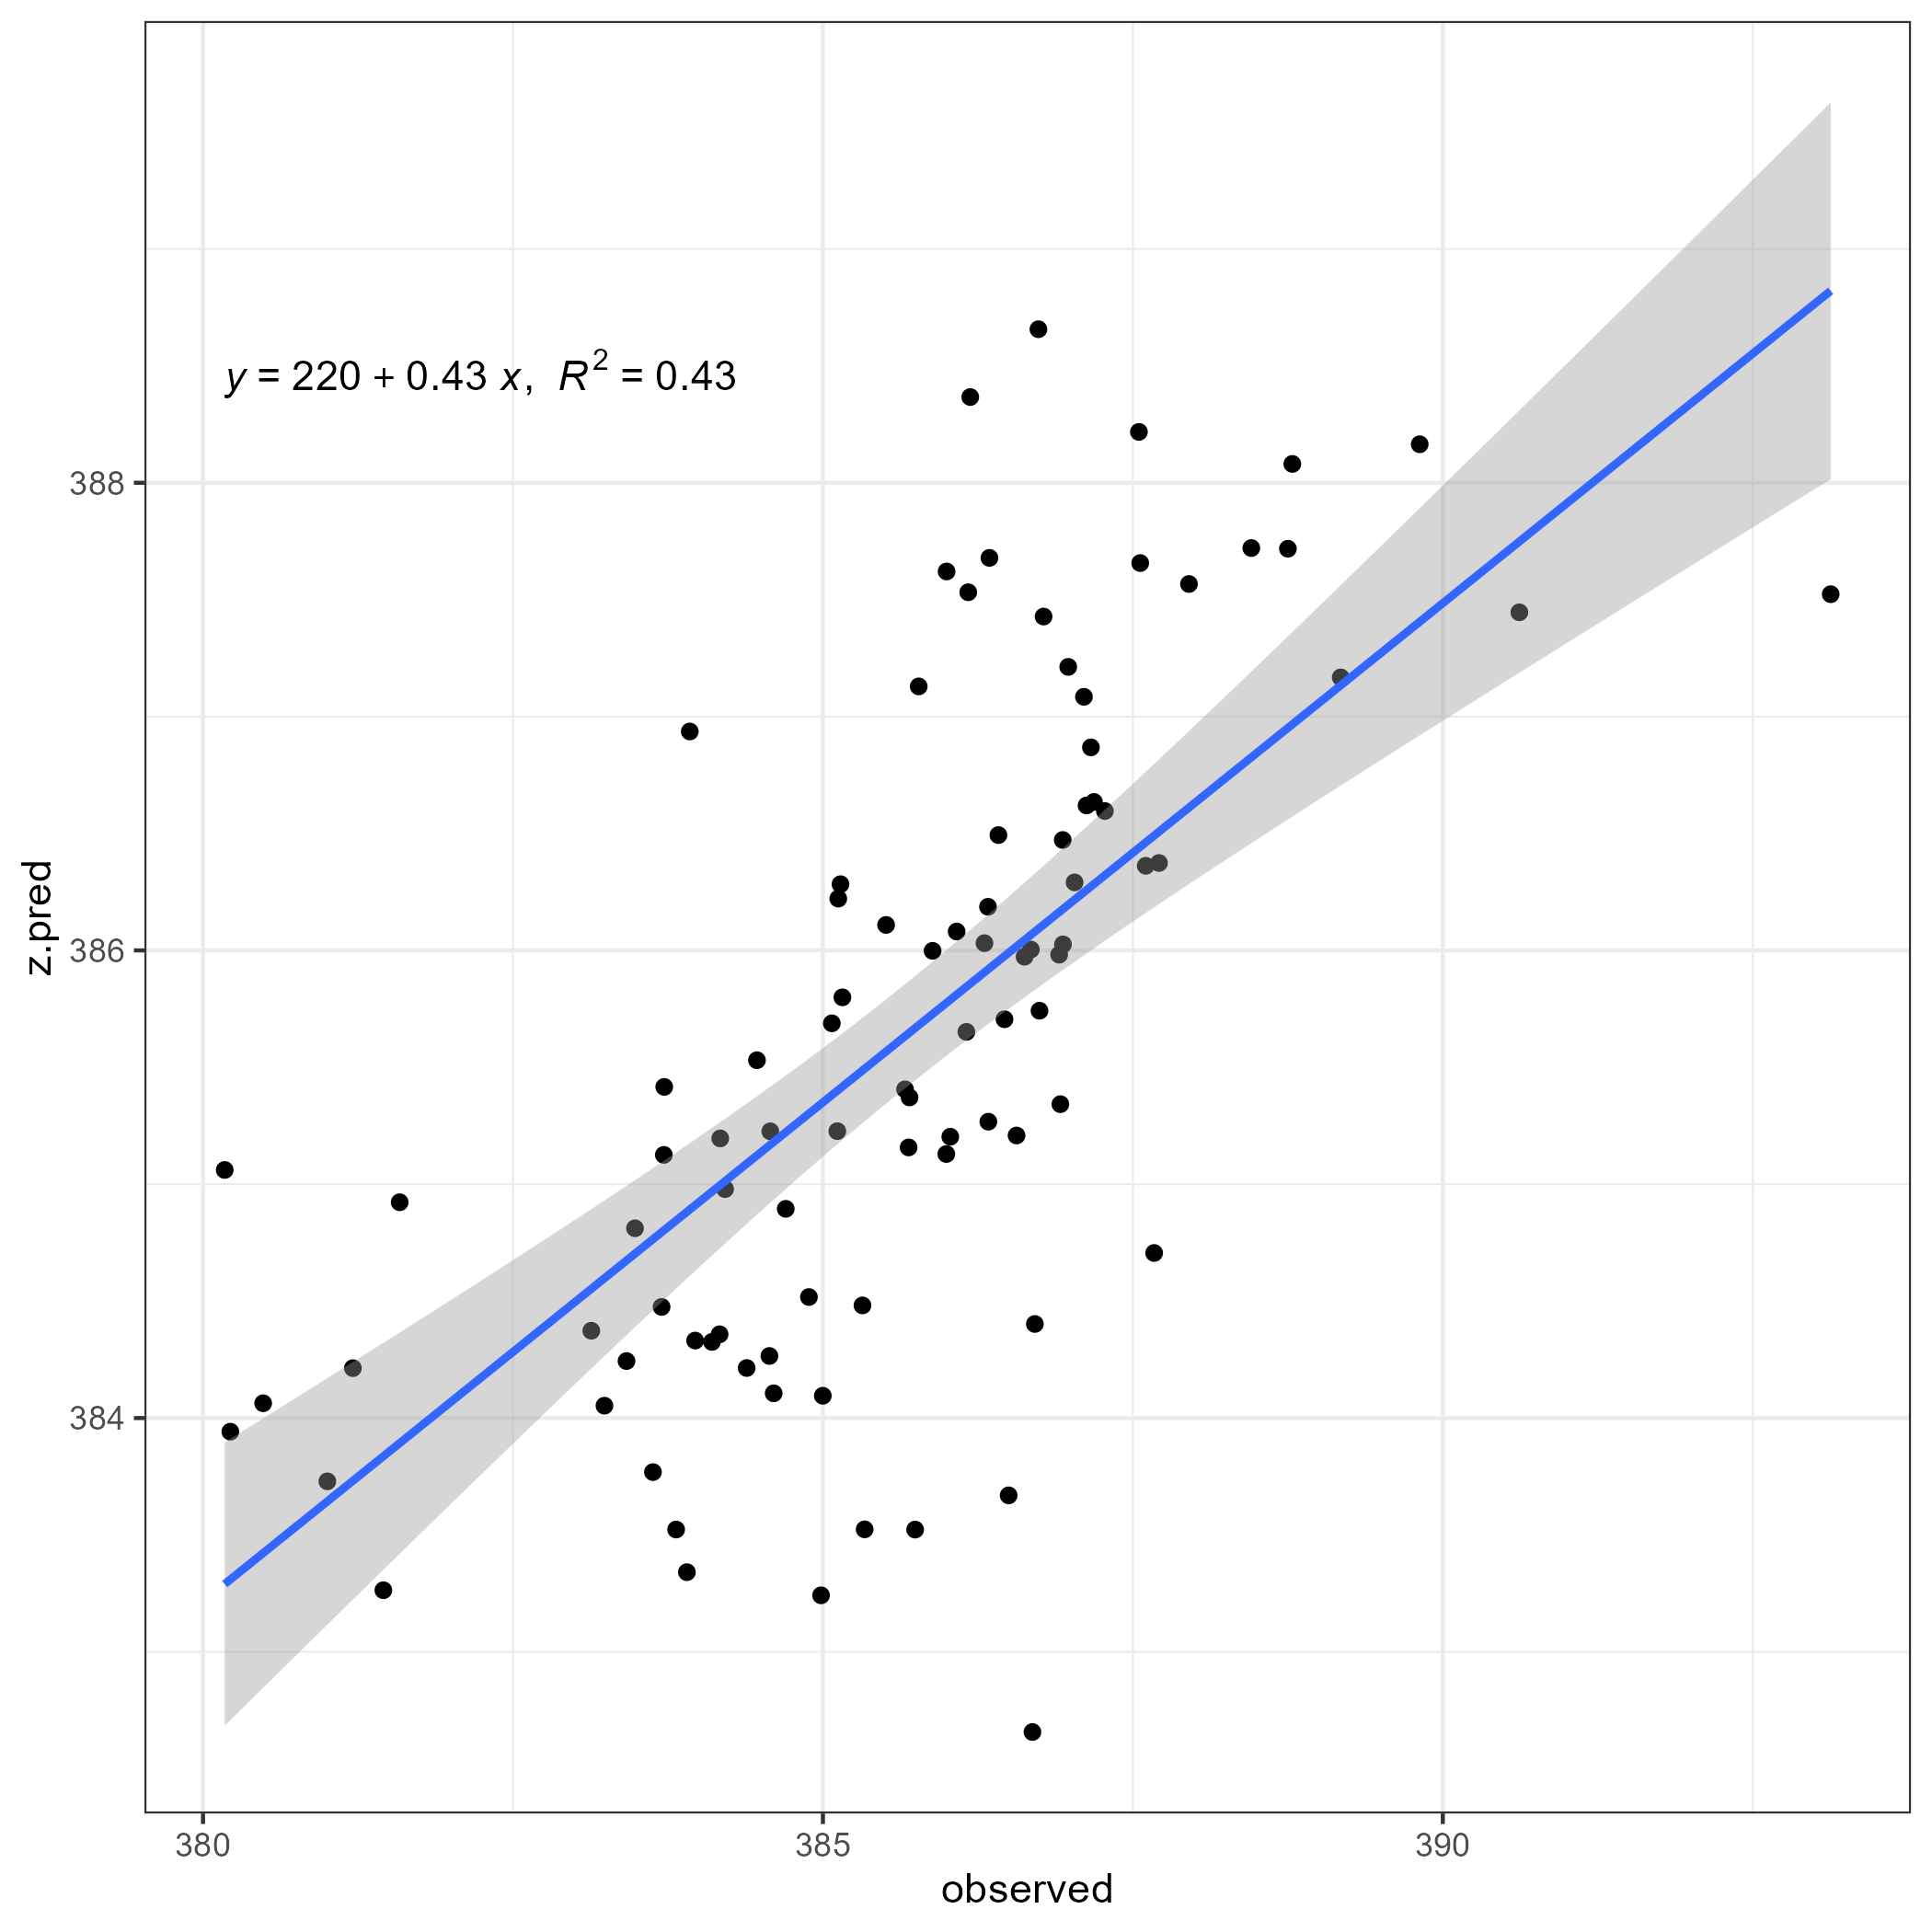 y = 220 + 0.43 x, R² = 0.43
z.pred
388
386
384
380 385 390
observed